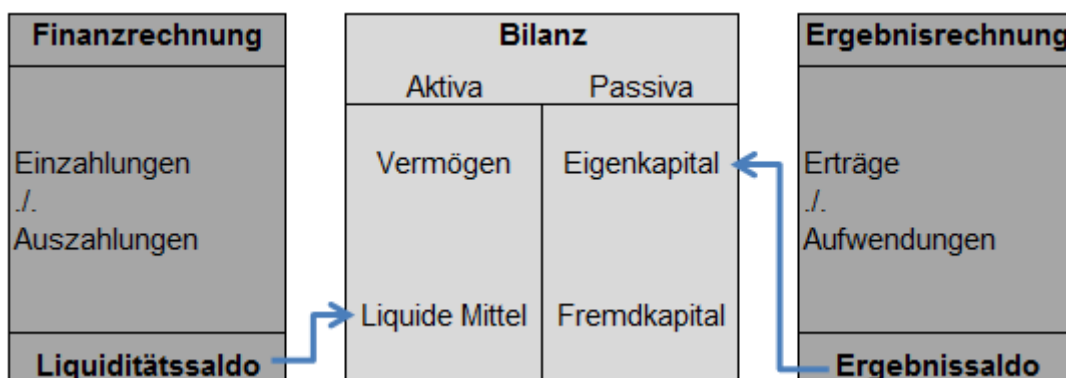 Finanzrechnung
Einzahlungen
./.
Auszahlungen
Liquiditätssaldo
Bilanz
Aktiva Passiva
Vermögen Eigenkapital
Liquide Mittel Fremdkapital
Ergebnisrechnung
Erträge
./.
Aufwendungen
Ergebnissaldo